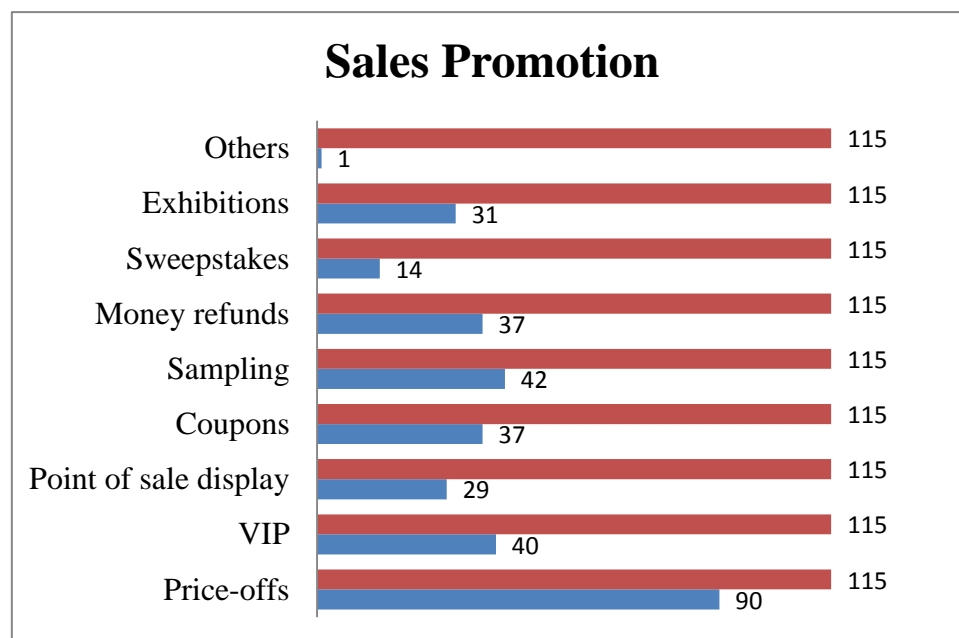 Sales Promotion
Others 115
1
Exhibitions 115
31
Sweepstakes 115
14
Money refunds 115
37
Sampling 115
42
Coupons 115
37
Point of sale display 115
29
VIP 115
40
Price-offs 115
90